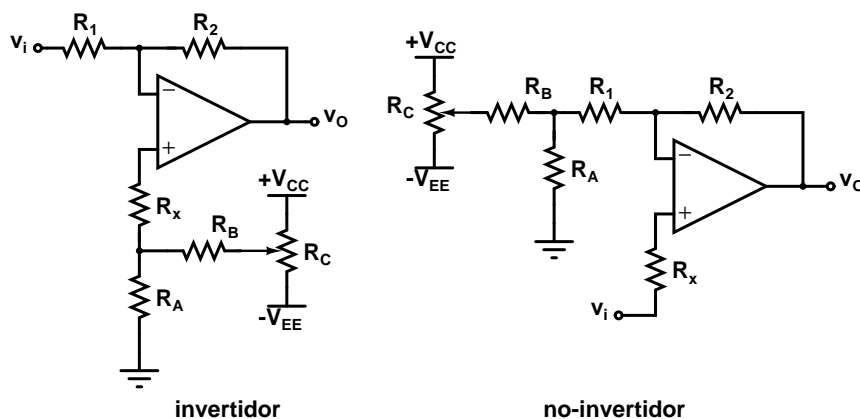 R1
R2
vi
vO
Rx
+VCC
RB
RC
RA
-VEE
invertidor
+VCC
RC
RB
R1
R2
-VEE
RA
vO
Rx
vi
no-invertidor